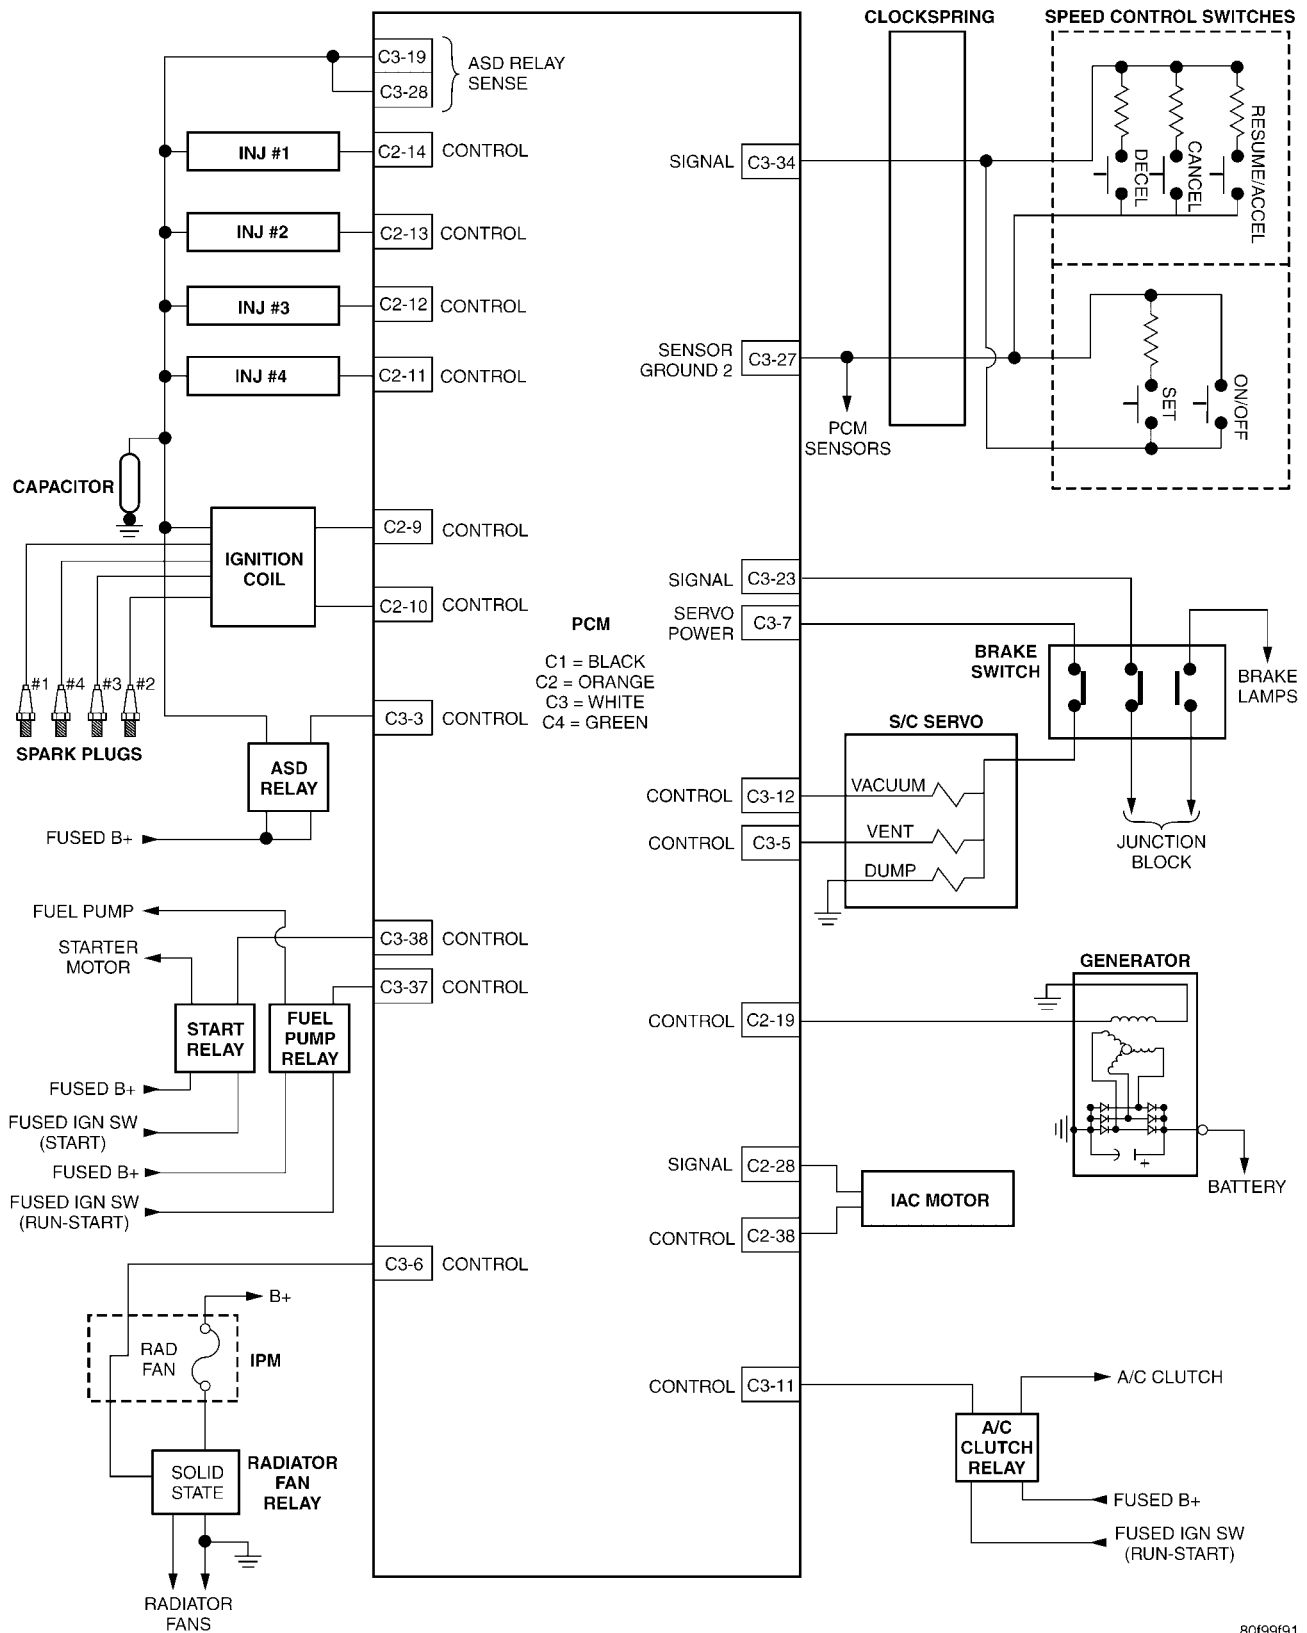 CLOCKSPRING
SPEED CONTROL SWITCHES
C3-19
C3-28
ASD RELAY
SENSE
INJ #1
C2-14
CONTROL
INJ #2
C2-13
CONTROL
INJ #3
C2-12
CONTROL
INJ #4
C2-11
CONTROL
CAPACITOR
IGNITION
COIL
C2-9
CONTROL
C2-10
CONTROL
#1
#4
#3
#2
SPARK PLUGS
C3-3
CONTROL
ASD
RELAY
FUSED B+
FUEL PUMP
STARTER
MOTOR
C3-38
CONTROL
C3-37
CONTROL
START
RELAY
FUEL
PUMP
RELAY
FUSED B+
FUSED IGN SW
(START)
FUSED B+
FUSED IGN SW
(RUN-START)
C3-6
CONTROL
B+
RAD
FAN
IPM
SOLID
STATE
RADIATOR
FAN
RELAY
RADIATOR
FANS
PCM
C1 = BLACK
C2 = ORANGE
C3 = WHITE
C4 = GREEN
SIGNAL
C3-34
DECEL
CANCEL
RESUME/ACCEL
SENSOR
GROUND 2
C3-27
PCM
SENSORS
SET
ON/OFF
SIGNAL
C3-23
SERVO
POWER
C3-7
BRAKE
SWITCH
BRAKE
LAMPS
S/C SERVO
CONTROL
C3-12
VACUUM
CONTROL
C3-5
VENT
DUMP
JUNCTION
BLOCK
GENERATOR
CONTROL
C2-19
+
BATTERY
SIGNAL
C2-28
IAC MOTOR
CONTROL
C2-38
CONTROL
C3-11
A/C CLUTCH
A/C
CLUTCH
RELAY
FUSED B+
FUSED IGN SW
(RUN-START)
80f99f91